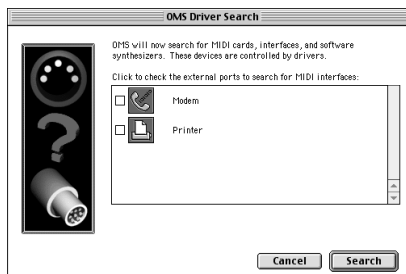 OMS Driver Search
OMS will now search for MIDI cards, interfaces, and software
synthesizers. These devices are controlled by drivers.
Click to check the external ports to search for MIDI interfaces:
Modem
Printer
Cancel Search